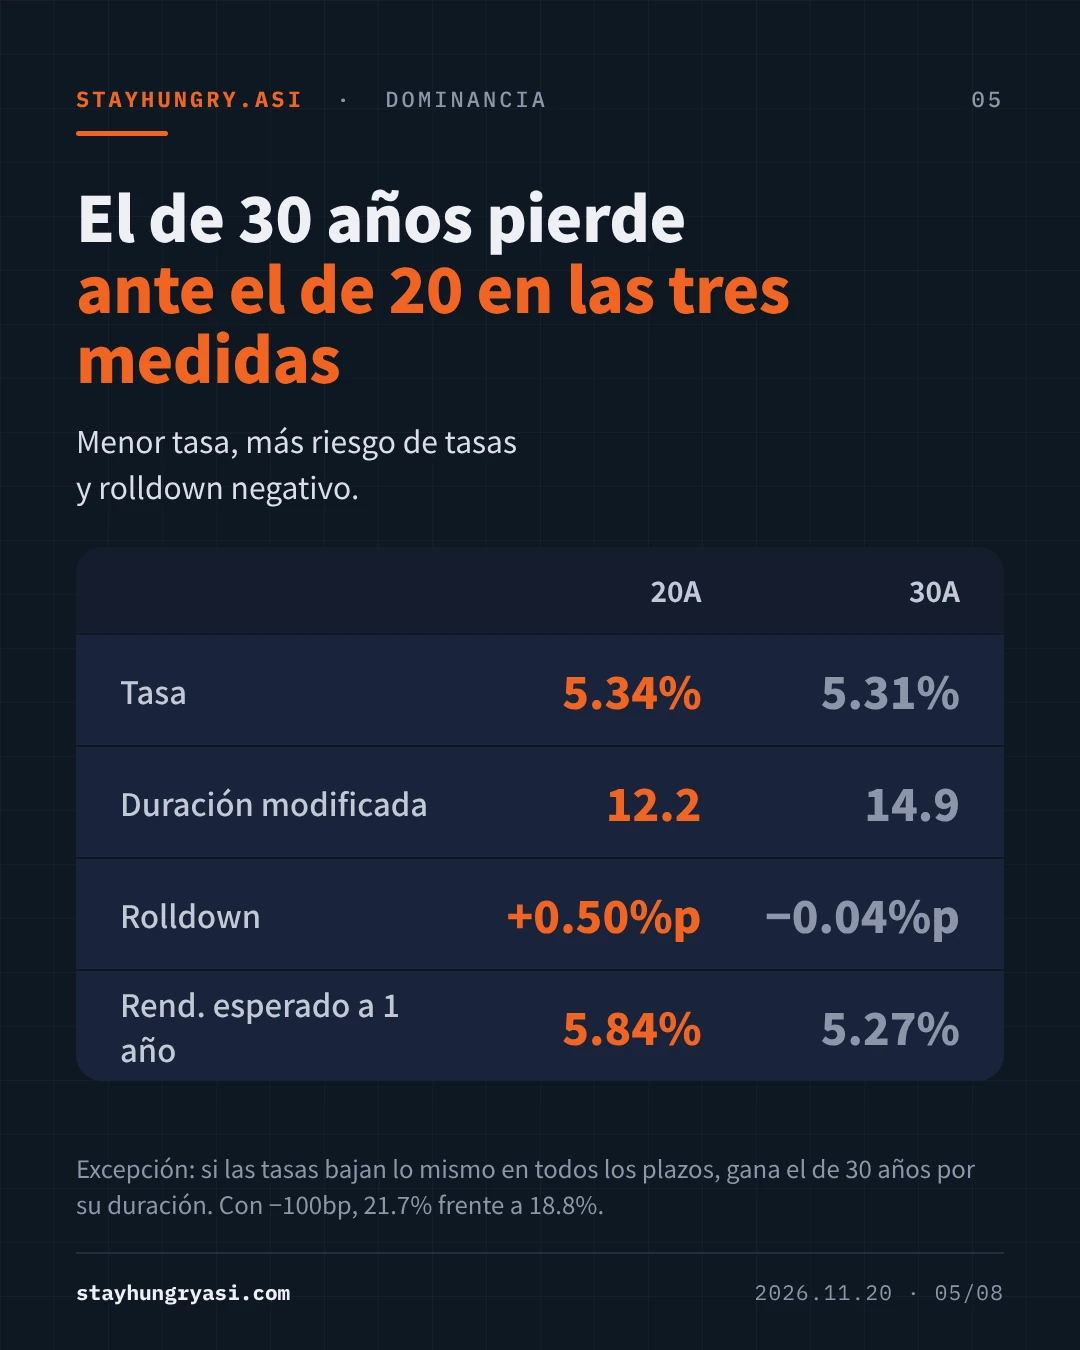 STAYHUNGRY.ASI · DOMINANCIA 05
El de 30 años pierde
ante el de 20 en las tres
medidas
Menor tasa, más riesgo de tasas
y rolldown negativo.
20A 30A
Tasa 5.34% 5.31%
Duración modificada 12.2 14.9
Rolldown +0.50%p −0.04%p
Rend. esperado a 1
año 5.84% 5.27%
Excepción: si las tasas bajan lo mismo en todos los plazos, gana el de 30 años por
su duración. Con −100bp, 21.7% frente a 18.8%.
stayhungryasi.com 2026.11.20 · 05/08